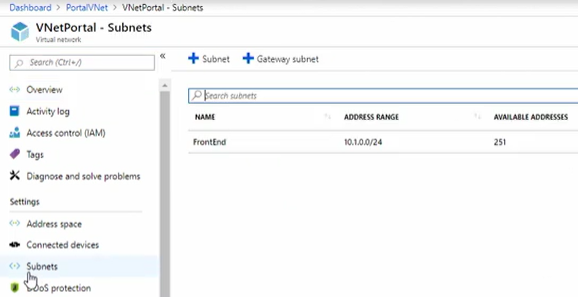 Dashboard > PortalVNet > VNetPortal - Subnets
VNetPortal - Subnets
Virtual network
Search (Ctrl+/)
«
Overview
Activity log
Access control (IAM)
Tags
Diagnose and solve problems
Settings
Address space
Connected devices
Subnets
DDoS protection
+ Subnet + Gateway subnet
Search subnets
NAME ADDRESS RANGE AVAILABLE ADDRESSES
FrontEnd 10.1.0.0/24 251